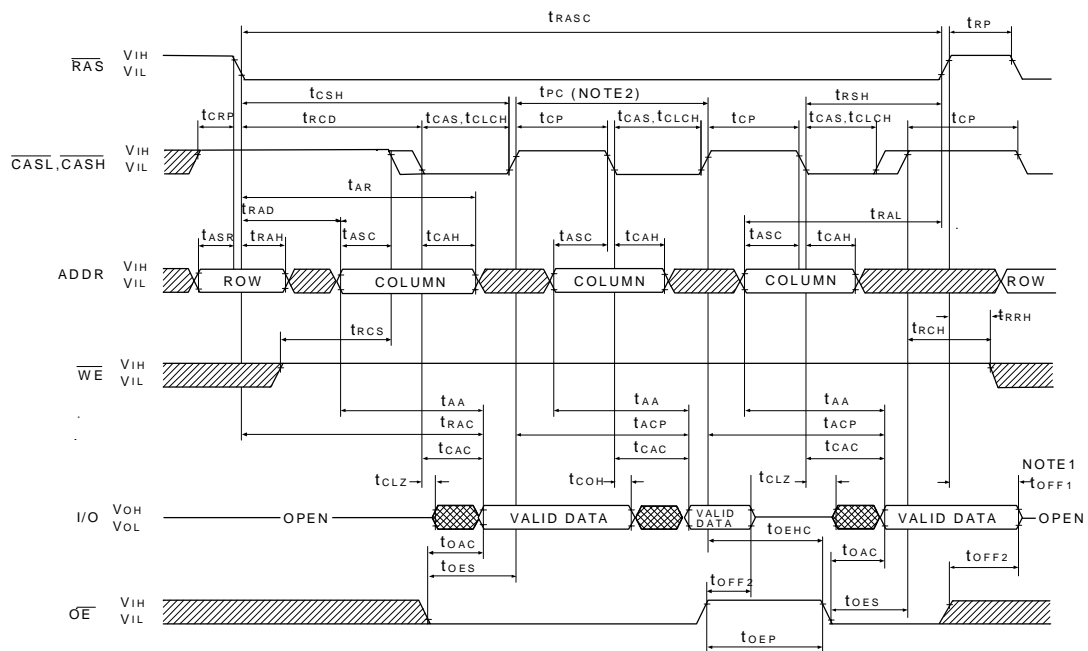 tRASC tRP
RAS VIH
VIL
tCSH tPC (NOTE2) tRSH
tCRP tRCD tCAS,tCLCH tCP tCAS,tCLCH tCP tCAS,tCLCH tCP
CASL,CASH VIH
VIL
tAR
tRAD tRAL
tASR tRAH tASC tCAH tASC tCAH tASC tCAH
ADDR VIH
VIL
ROW COLUMN COLUMN COLUMN ROW
tRCS tRCH tRRH
WE VIH
VIL
tAA tAA tAA
tRAC tACP tACP
tCAC tCAC tCAC
tCLZ tCOH tCLZ NOTE1
tOFF1
I/O VOH
VOL
OPEN VALID DATA VALID
DATA VALID DATA OPEN
tOAC tOEHC tOAC
tOES tOFF2 tOES tOFF2
OE VIH
VIL
tOEP